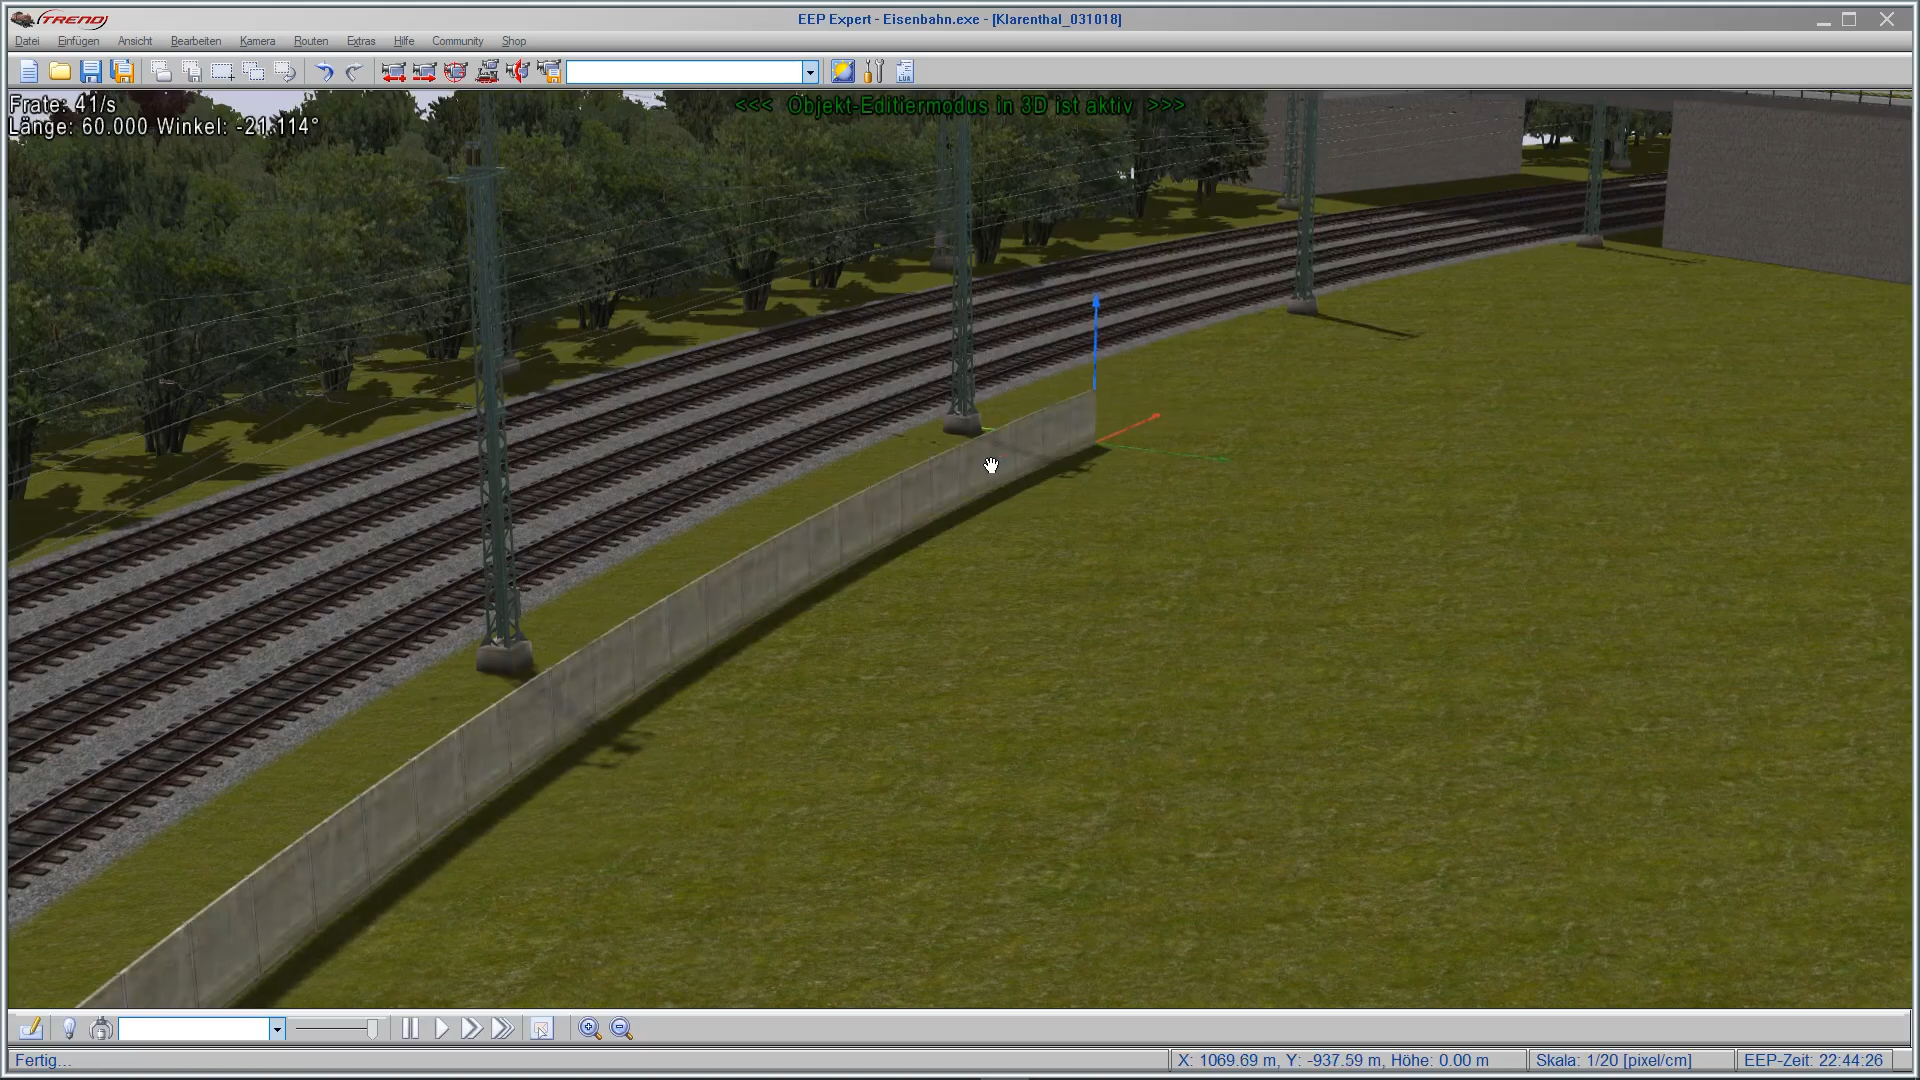 TREND
EEP Expert - Eisenbahn.exe - [Klarenthal_031018]
Datei Einfügen Ansicht Bearbeiten Kamera Routen Extras Hilfe Community Shop
LUA
Frate: 41/s
<<< Objekt-Editiermodus in 3D ist aktiv >>>
Länge: 60.000 Winkel: -21.114°
Fertig...
X: 1069.69 m, Y: -937.59 m, Höhe: 0.00 m
Skala: 1/20 [pixel/cm]
EEP-Zeit: 22:44:26